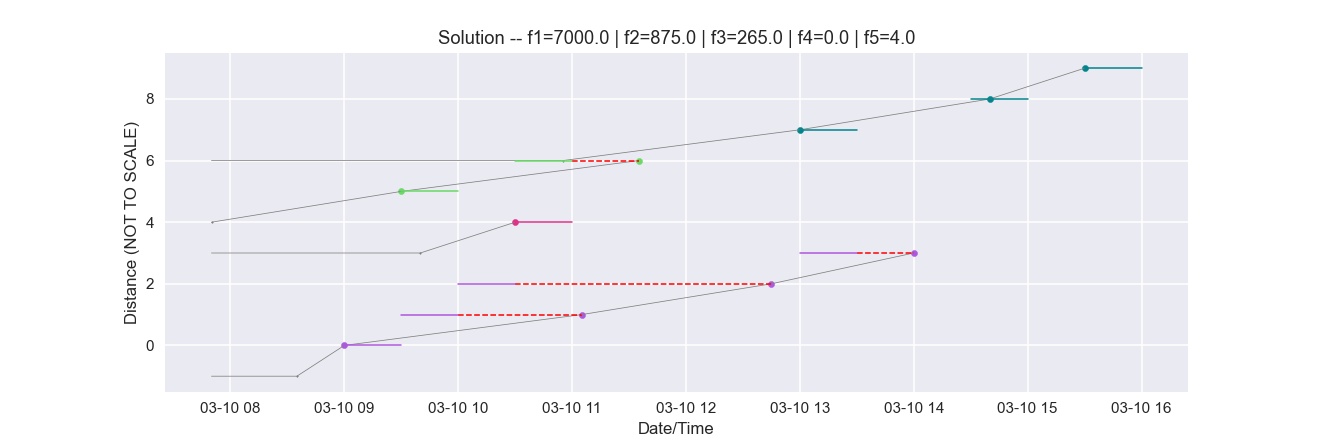 Solution -- f1=7000.0 | f2=875.0 | f3=265.0 | f4=0.0 | f5=4.0
Distance (NOT TO SCALE)
8
6
4
2
0
03-10 08 03-10 09 03-10 10 03-10 11 03-10 12 03-10 13 03-10 14 03-10 15 03-10 16
Date/Time